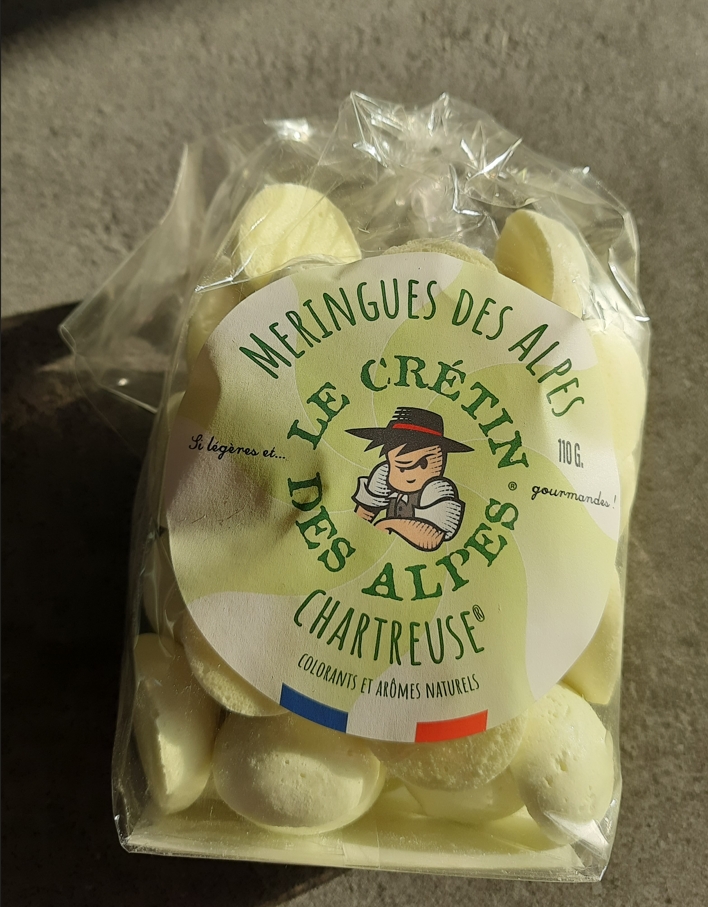 MERINGUES DES ALPES
LE CRÉTIN
DES ALPES®
Si légères et...
110 G.
gourmandes !
CHARTREUSE®
COLORANTS ET ARÔMES NATURELS